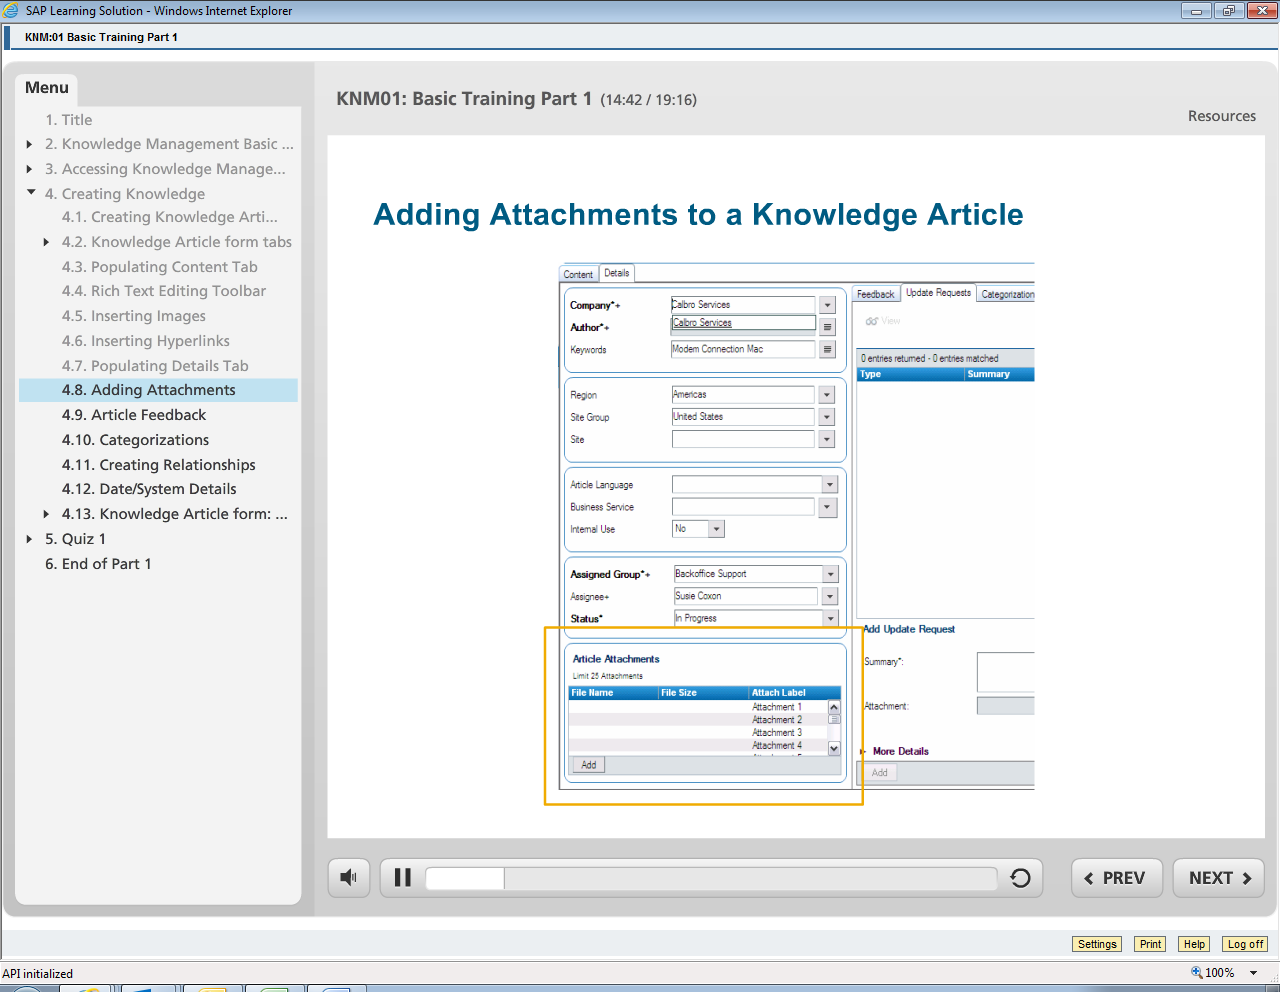 SAP Learning Solution - Windows Internet Explorer
KNM:01 Basic Training Part 1
Menu
1. Title
2. Knowledge Management Basic ...
3. Accessing Knowledge Manage...
4. Creating Knowledge
4.1. Creating Knowledge Arti...
4.2. Knowledge Article form tabs
4.3. Populating Content Tab
4.4. Rich Text Editing Toolbar
4.5. Inserting Images
4.6. Inserting Hyperlinks
4.7. Populating Details Tab
4.8. Adding Attachments
4.9. Article Feedback
4.10. Categorizations
4.11. Creating Relationships
4.12. Date/System Details
4.13. Knowledge Article form: ...
5. Quiz 1
6. End of Part 1
KNM01: Basic Training Part 1 (14:42 / 19:16)
Resources
Adding Attachments to a Knowledge Article
Content Details
Company*+ Calbro Services
Calbro Services
Author*+
Keywords Modem Connection Mac
Region Americas
Site Group United States
Site
Article Language
Business Service
Internal Use No
Assigned Group*+ Backoffice Support
Assignee+ Susie Coxon
Status* In Progress
Article Attachments
Limit 25 Attachments
File Name File Size Attach Label
Attachment 1
Attachment 2
Attachment 3
Attachment 4
Add
Feedback Update Requests Categorization
View
0 entries returned - 0 entries matched
Type Summary
Add Update Request
Summary*:
Attachment:
More Details
Add
PREV NEXT
Settings Print Help Log off
API initialized
100%